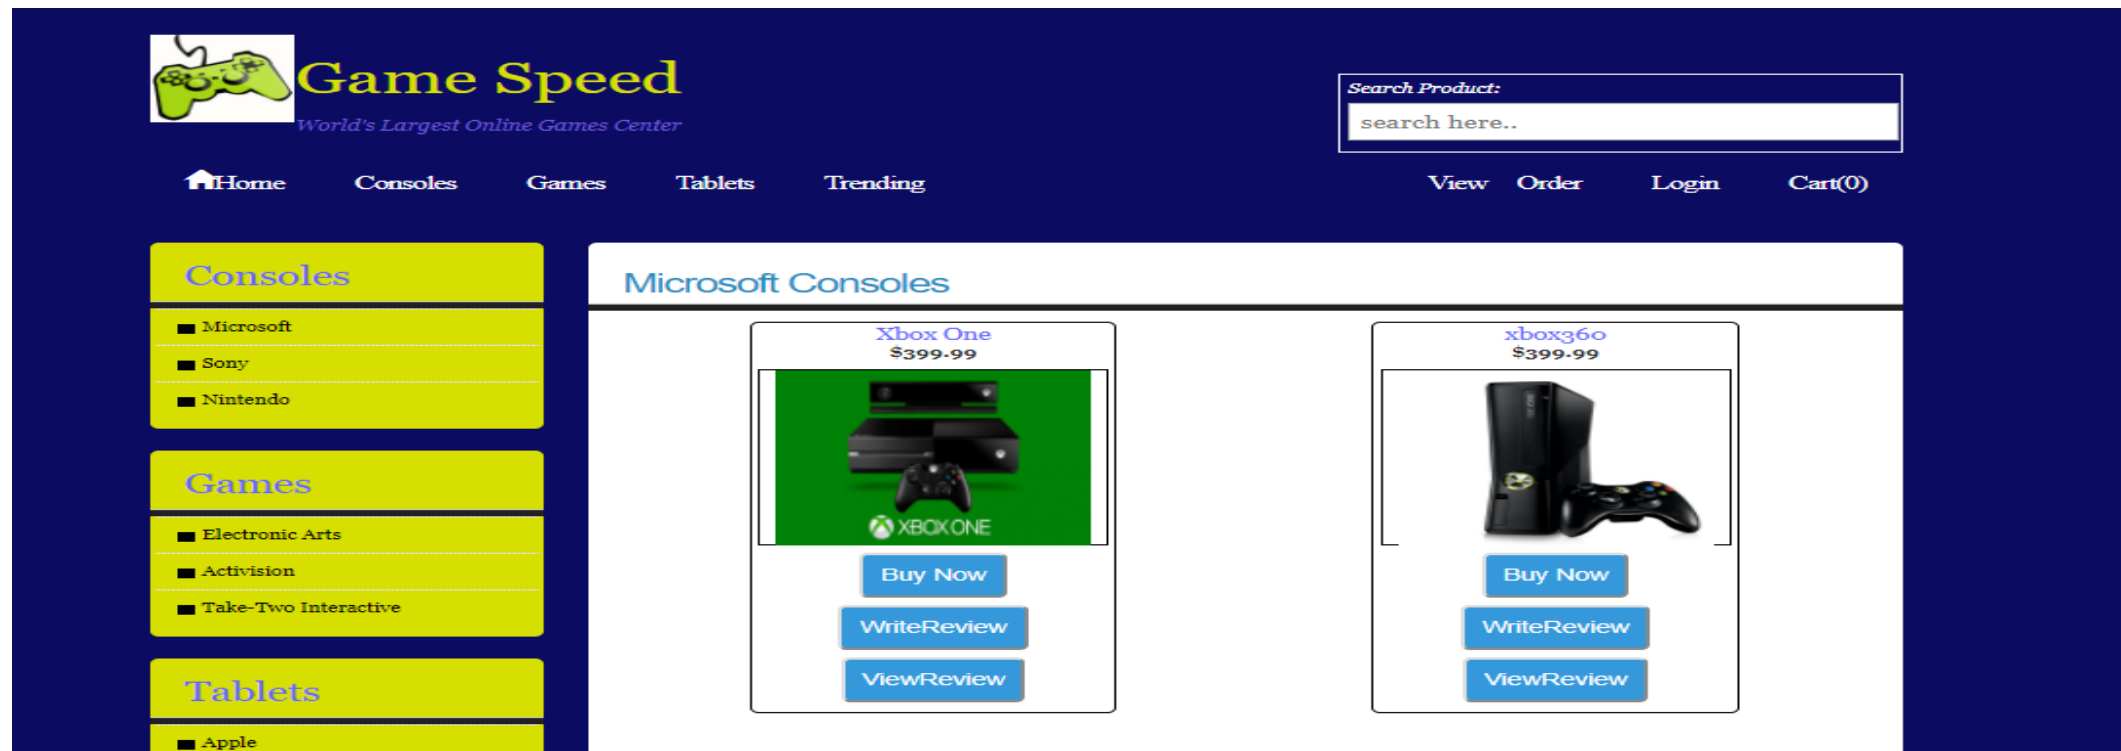 Game Speed
World's Largest Online Games Center
Search Product:
search here..
Home Consoles Games Tablets Trending View Order Login Cart(0)
Consoles
Microsoft
Sony
Nintendo
Games
Electronic Arts
Activision
Take-Two Interactive
Tablets
Apple
Microsoft Consoles
Xbox One
$399.99
XBOX ONE
Buy Now
WriteReview
ViewReview
xbox360
$399.99
Buy Now
WriteReview
ViewReview